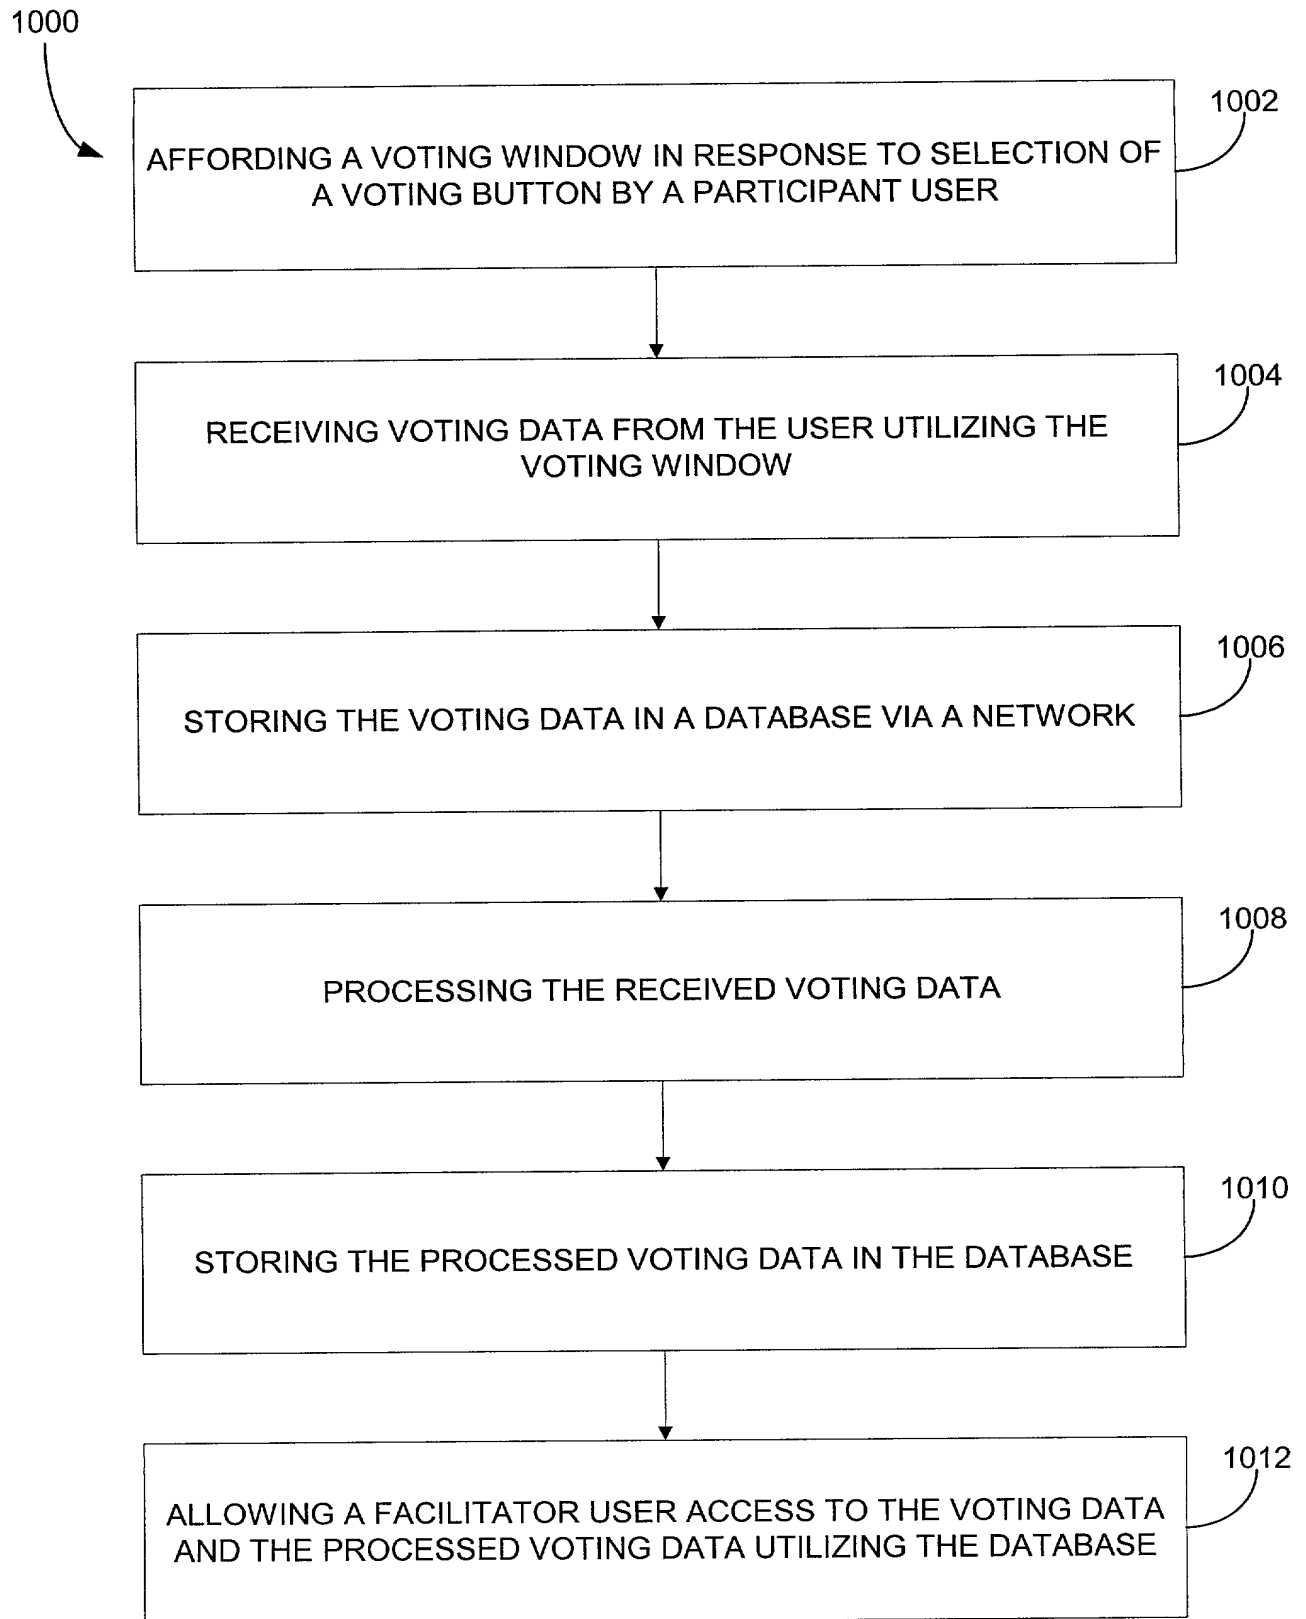 1000
1002
AFFORDING A VOTING WINDOW IN RESPONSE TO SELECTION OF
A VOTING BUTTON BY A PARTICIPANT USER
1004
RECEIVING VOTING DATA FROM THE USER UTILIZING THE
VOTING WINDOW
1006
STORING THE VOTING DATA IN A DATABASE VIA A NETWORK
1008
PROCESSING THE RECEIVED VOTING DATA
1010
STORING THE PROCESSED VOTING DATA IN THE DATABASE
1012
ALLOWING A FACILITATOR USER ACCESS TO THE VOTING DATA
AND THE PROCESSED VOTING DATA UTILIZING THE DATABASE